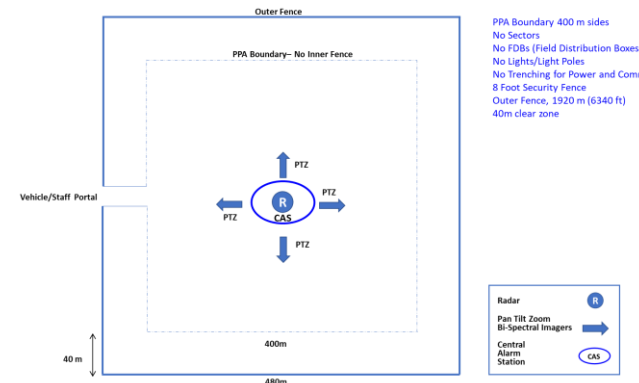 Outer Fence
PPA Boundary 400 m sides
No Sectors
No FDBs (Field Distribution Boxes
No Lights/Light Poles
No Trenching for Power and Com
8 Foot Security Fence
Outer Fence, 1920 m (6340 ft)
40m clear zone
PPA Boundary– No Inner Fence
PTZ
PTZ
Vehicle/Staff Portal
R
CAS
PTZ
PTZ
400m
40 m
480m
Radar
R
Pan Tilt Zoom
Bi-Spectral Imagers
Central
Alarm
Station
CAS